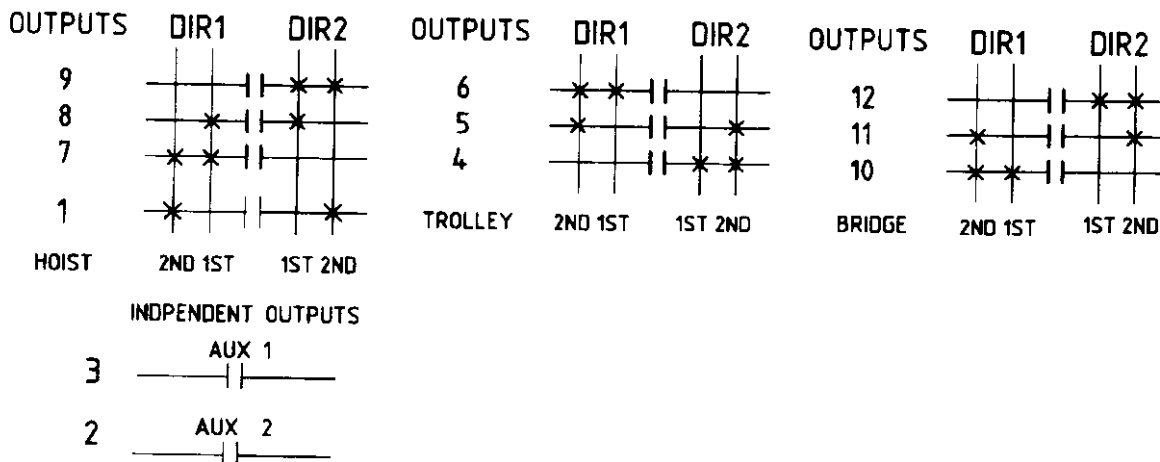 OUTPUTS DIR1 DIR2
9
8
7
1
HOIST 2ND 1ST 1ST 2ND
OUTPUTS DIR1 DIR2
6
5
4
TROLLEY 2ND 1ST 1ST 2ND
OUTPUTS DIR1 DIR2
12
11
10
BRIDGE 2ND 1ST 1ST 2ND
INDPENDENT OUTPUTS
3 AUX 1
2 AUX 2